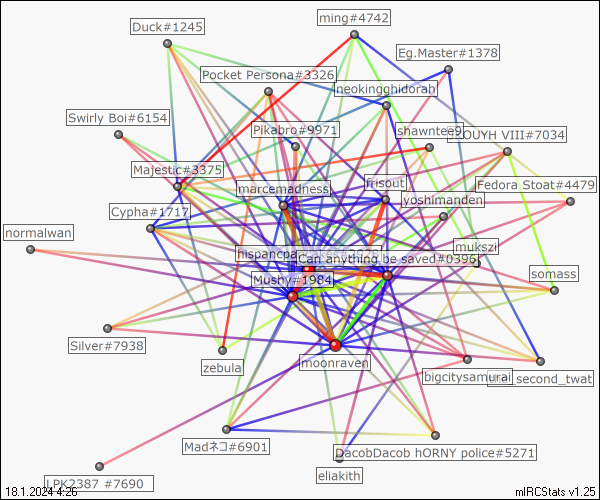 ming#4742
Duck#1245
Eg.Master#1378
Pocket Persona#3326
neokingghidorah
Swirly Boi#6154
Pikabro#9971
shawntee9
OUYH VIII#7034
Majestic#3375
marcemadness
frisout
Fedora Stoat#4479
yoshimanden
Cypha#1717
normalwan
mukszi
hispancpa
Can anything be saved#0396
Mushy#1984
somass
Silver#7938
moonraven
zebula
bigcitysamurai
second_twat
Madネコ#6901
DacobDacob hORNY police#5271
eliakith
LPK2387 #7690
18.1.2024 4:26
mIRCStats v1.25